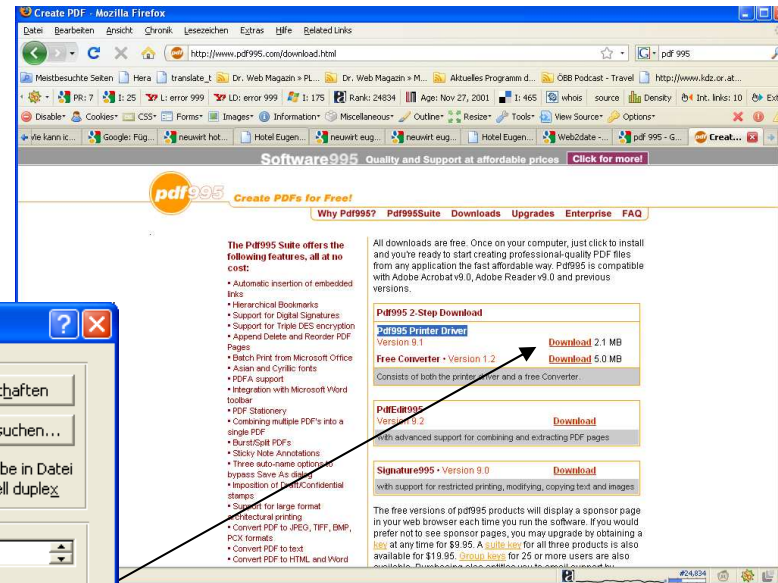 Create PDF - Mozilla Firefox
Datei Bearbeiten Ansicht Chronik Lesezeichen Extras Hilfe Related Links
http://www.pdf995.com/download.html
pdf 995
Meistbesuchte Seiten Hera translate_t Dr. Web Magazin » PL... Dr. Web Magazin » M... Aktuelles Programm d... ÖBB Podcast - Travel http://www.kdz.or.at...
PR: 7 I: 25 L: error 999 LD: error 999 I: 175 Rank: 24834 Age: Nov 27, 2001 I: 465 whois source Density Int. links: 10
Disable Cookies CSS Forms Images Information Miscellaneous Outline Resize Tools View Source Options
kann ic... Google: Füg... neuwirt hot... Hotel Eugen... neuwirt eug... neuwirt eug... Hotel Eugen... Web2date -... pdf 995 - G... Creat...
Software995 Quality and Support at affordable prices Click for more!
pdf995 Create PDFs for Free!
Why Pdf995? Pdf995Suite Downloads Upgrades Enterprise FAQ
The Pdf995 Suite offers the
following features, all at no
cost:
• Automatic insertion of embedded
links
• Hierarchical Bookmarks
• Support for Digital Signatures
• Support for Triple DES encryption
• Append Delete and Reorder PDF
Pages
• Batch Print from Microsoft Office
• Asian and Cyrillic fonts
• PDFA support
• Integration with Microsoft Word
toolbar
• PDF Stationery
• Combining multiple PDF's into a
single PDF
• Burst/Split PDFs
• Sticky Note Annotations
• Three auto-name options to
bypass Save As dialog
• Imposition of Draft/Confidential
stamps
• Support for large format
architectural printing
• Convert PDF to JPEG, TIFF, BMP,
PCX formats
• Convert PDF to text
• Convert PDF to HTML and Word
All downloads are free. Once on your computer, just click to install
and you're ready to start creating professional-quality PDF files
from any application the fast affordable way. Pdf995 is compatible
with Adobe Acrobat v9.0, Adobe Reader v9.0 and previous
versions.
Pdf995 2-Step Download
Pdf995 Printer Driver
Version 9.1 Download 2.1 MB
Free Converter • Version 1.2 Download 5.0 MB
Consists of both the printer driver and a free Converter.
PdfEdit995
Version 9.2 Download
with advanced support for combining and extracting PDF pages
Signature995 • Version 9.0 Download
with support for restricted printing, modifying, copying text and images
The free versions of pdf995 products will display a sponsor page
in your web browser each time you run the software. If you would
prefer not to see sponsor pages, you may upgrade by obtaining a
key at any time for $9.95. A suite key for all three products is also
available for $19.95. Group keys for 25 or more users are also
#24,834
chaften
suchen...
be in Datei
ll duplex